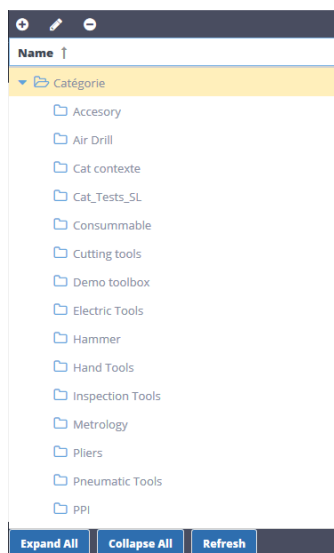 Name ↑
Catégorie
Accesory
Air Drill
Cat contexte
Cat_Tests_SL
Consummable
Cutting tools
Demo toolbox
Electric Tools
Hammer
Hand Tools
Inspection Tools
Metrology
Pliers
Pneumatic Tools
PPI
Expand All Collapse All Refresh